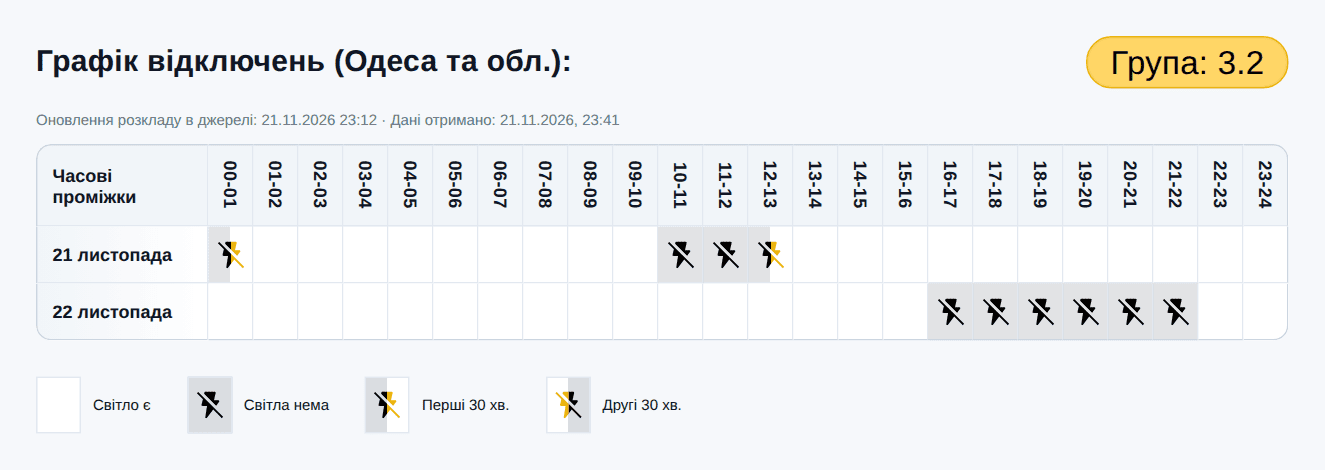 Графік відключень (Одеса та обл.):
Група: 3.2
Оновлення розкладу в джерелі: 21.11.2026 23:12 · Дані отримано: 21.11.2026, 23:41
Часові
проміжки
00-01
01-02
02-03
03-04
04-05
05-06
06-07
07-08
08-09
09-10
10-11
11-12
12-13
13-14
14-15
15-16
16-17
17-18
18-19
19-20
20-21
21-22
22-23
23-24
21 листопада
22 листопада
Світло є
Світла нема
Перші 30 хв.
Другі 30 хв.